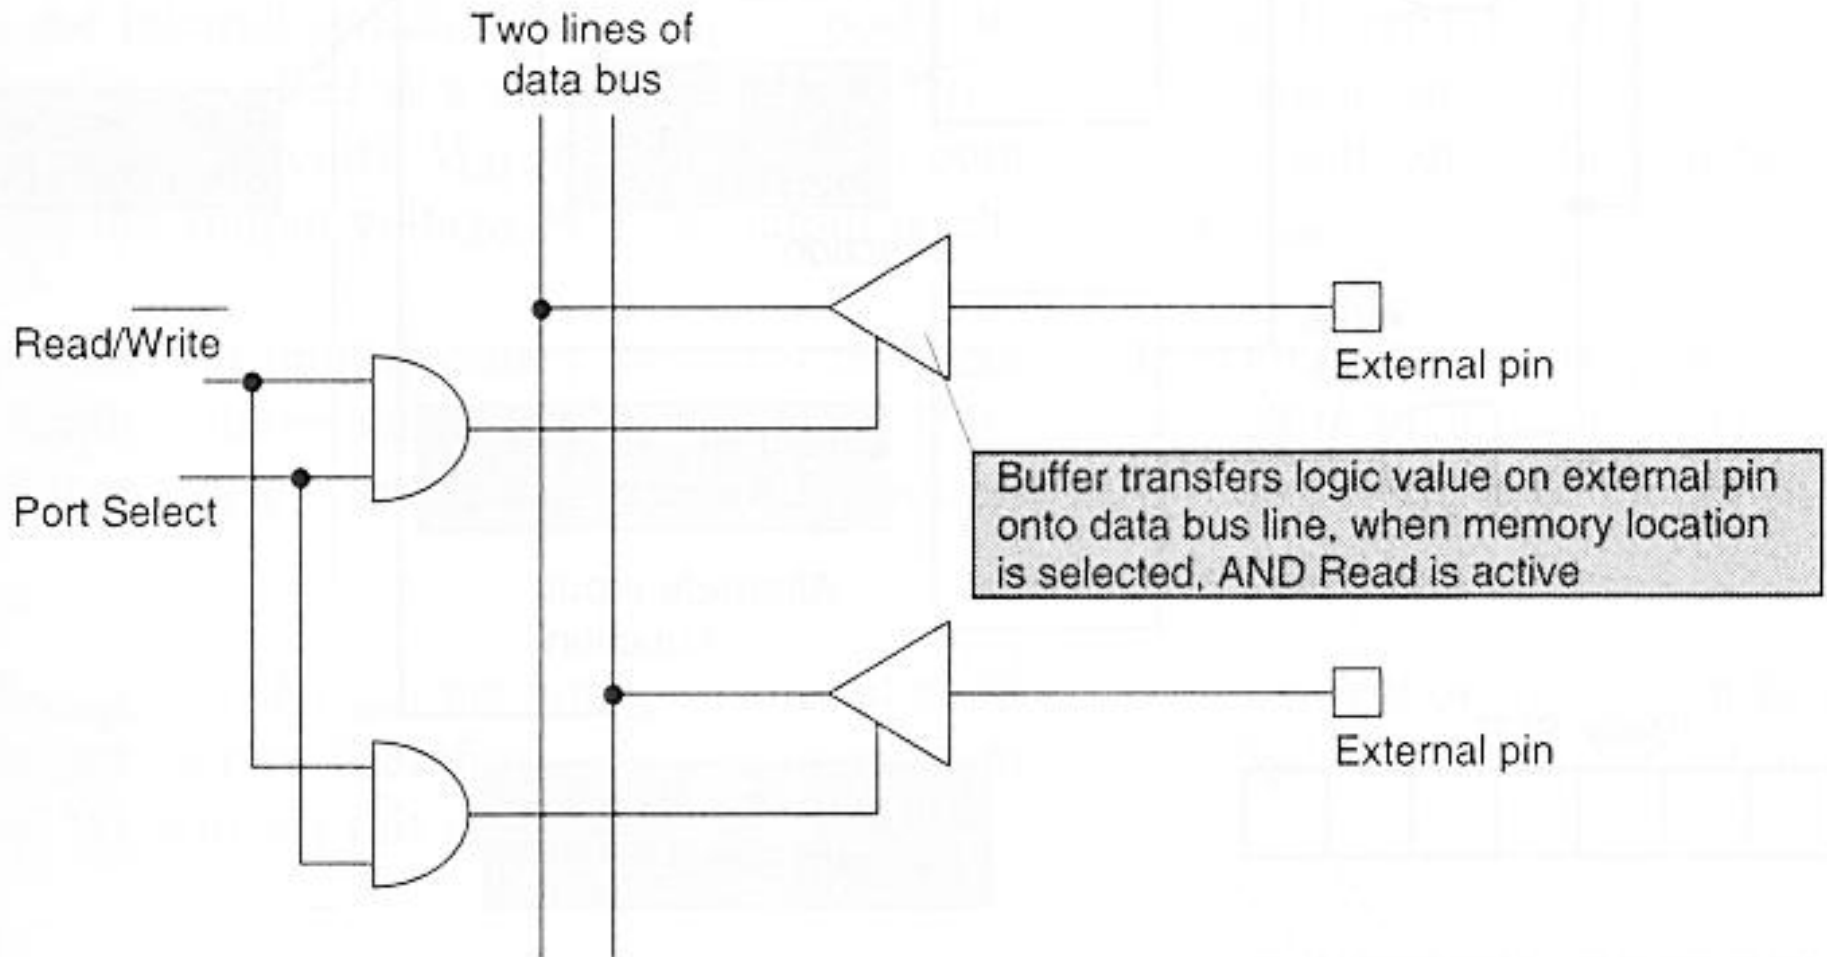 Two lines of
data bus
Read/Write
Port Select
External pin
Buffer transfers logic value on external pin
onto data bus line, when memory location
is selected, AND Read is active
External pin